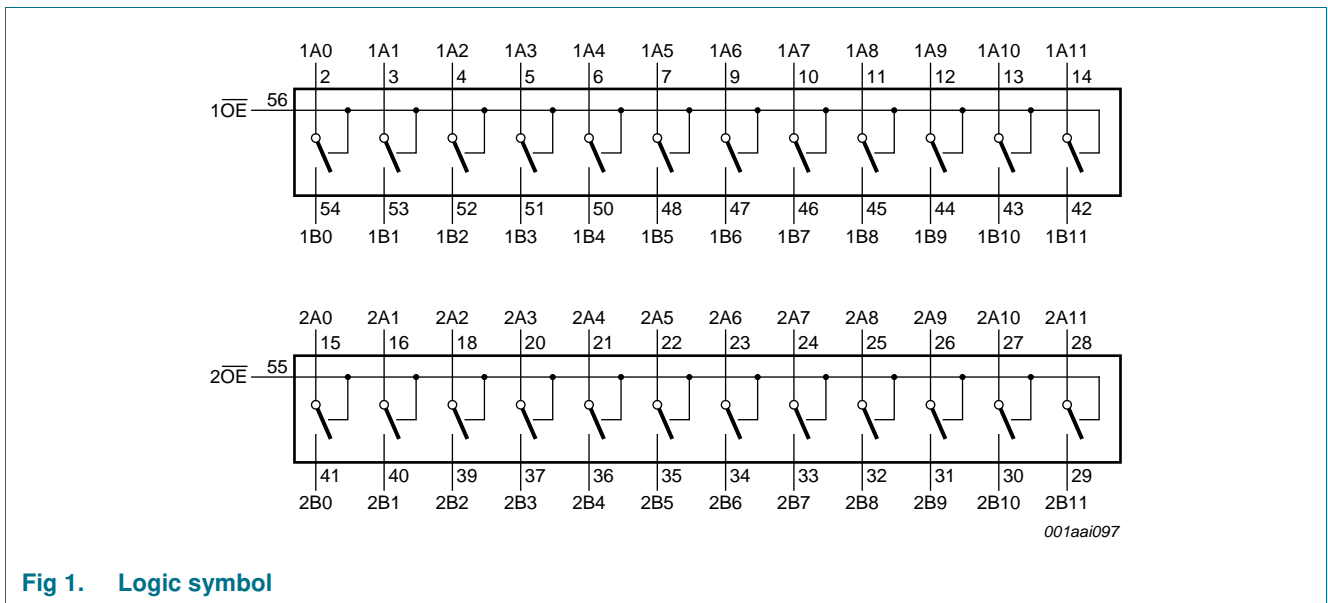 1A0 1A1 1A2 1A3 1A4 1A5 1A6 1A7 1A8 1A9 1A10 1A11
2 3 4 5 6 7 9 10 11 12 13 14
1O̅E̅ 56
54 53 52 51 50 48 47 46 45 44 43 42
1B0 1B1 1B2 1B3 1B4 1B5 1B6 1B7 1B8 1B9 1B10 1B11
2A0 2A1 2A2 2A3 2A4 2A5 2A6 2A7 2A8 2A9 2A10 2A11
15 16 18 20 21 22 23 24 25 26 27 28
2O̅E̅ 55
41 40 39 37 36 35 34 33 32 31 30 29
2B0 2B1 2B2 2B3 2B4 2B5 2B6 2B7 2B8 2B9 2B10 2B11
001aai097
Fig 1. Logic symbol